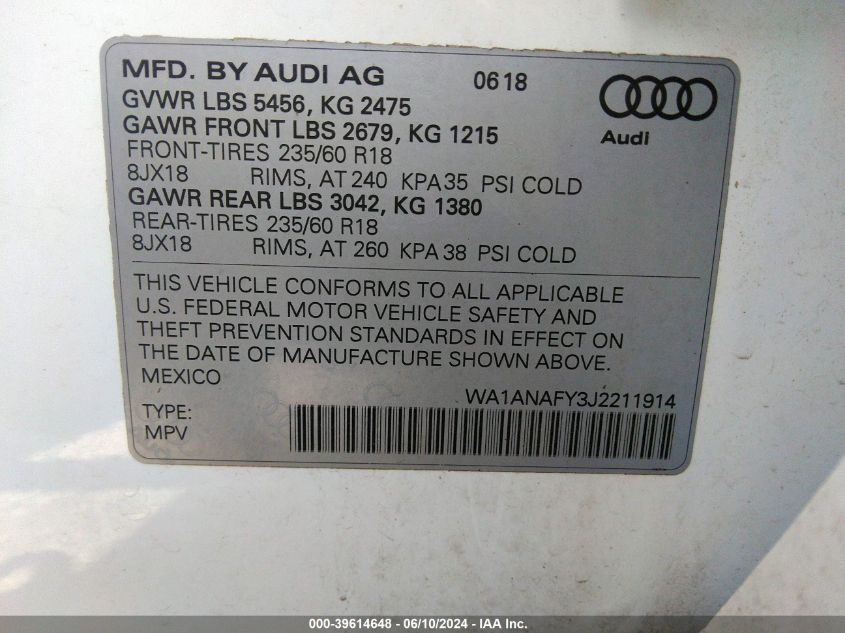 MFD. BY AUDI AG 0618
Audi
GVWR LBS 5456, KG 2475
GAWR FRONT LBS 2679, KG 1215
FRONT-TIRES 235/60 R18
8JX18 RIMS, AT 240 KPA 35 PSI COLD
GAWR REAR LBS 3042, KG 1380
REAR-TIRES 235/60 R18
8JX18 RIMS, AT 260 KPA 38 PSI COLD
THIS VEHICLE CONFORMS TO ALL APPLICABLE
U.S. FEDERAL MOTOR VEHICLE SAFETY AND
THEFT PREVENTION STANDARDS IN EFFECT ON
THE DATE OF MANUFACTURE SHOWN ABOVE.
MEXICO
WA1ANAFY3J2211914
TYPE:
MPV
000-39614648 - 06/10/2024 - IAA Inc.